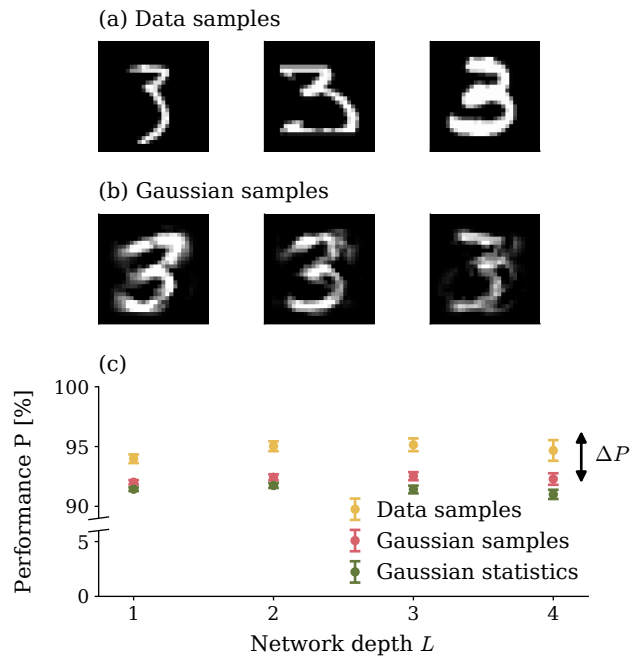 (a) Data samples
(b) Gaussian samples
(c)
Performance P [%]
100
95
90
5
0
ΔP
Data samples
Gaussian samples
Gaussian statistics
1 2 3 4
Network depth L